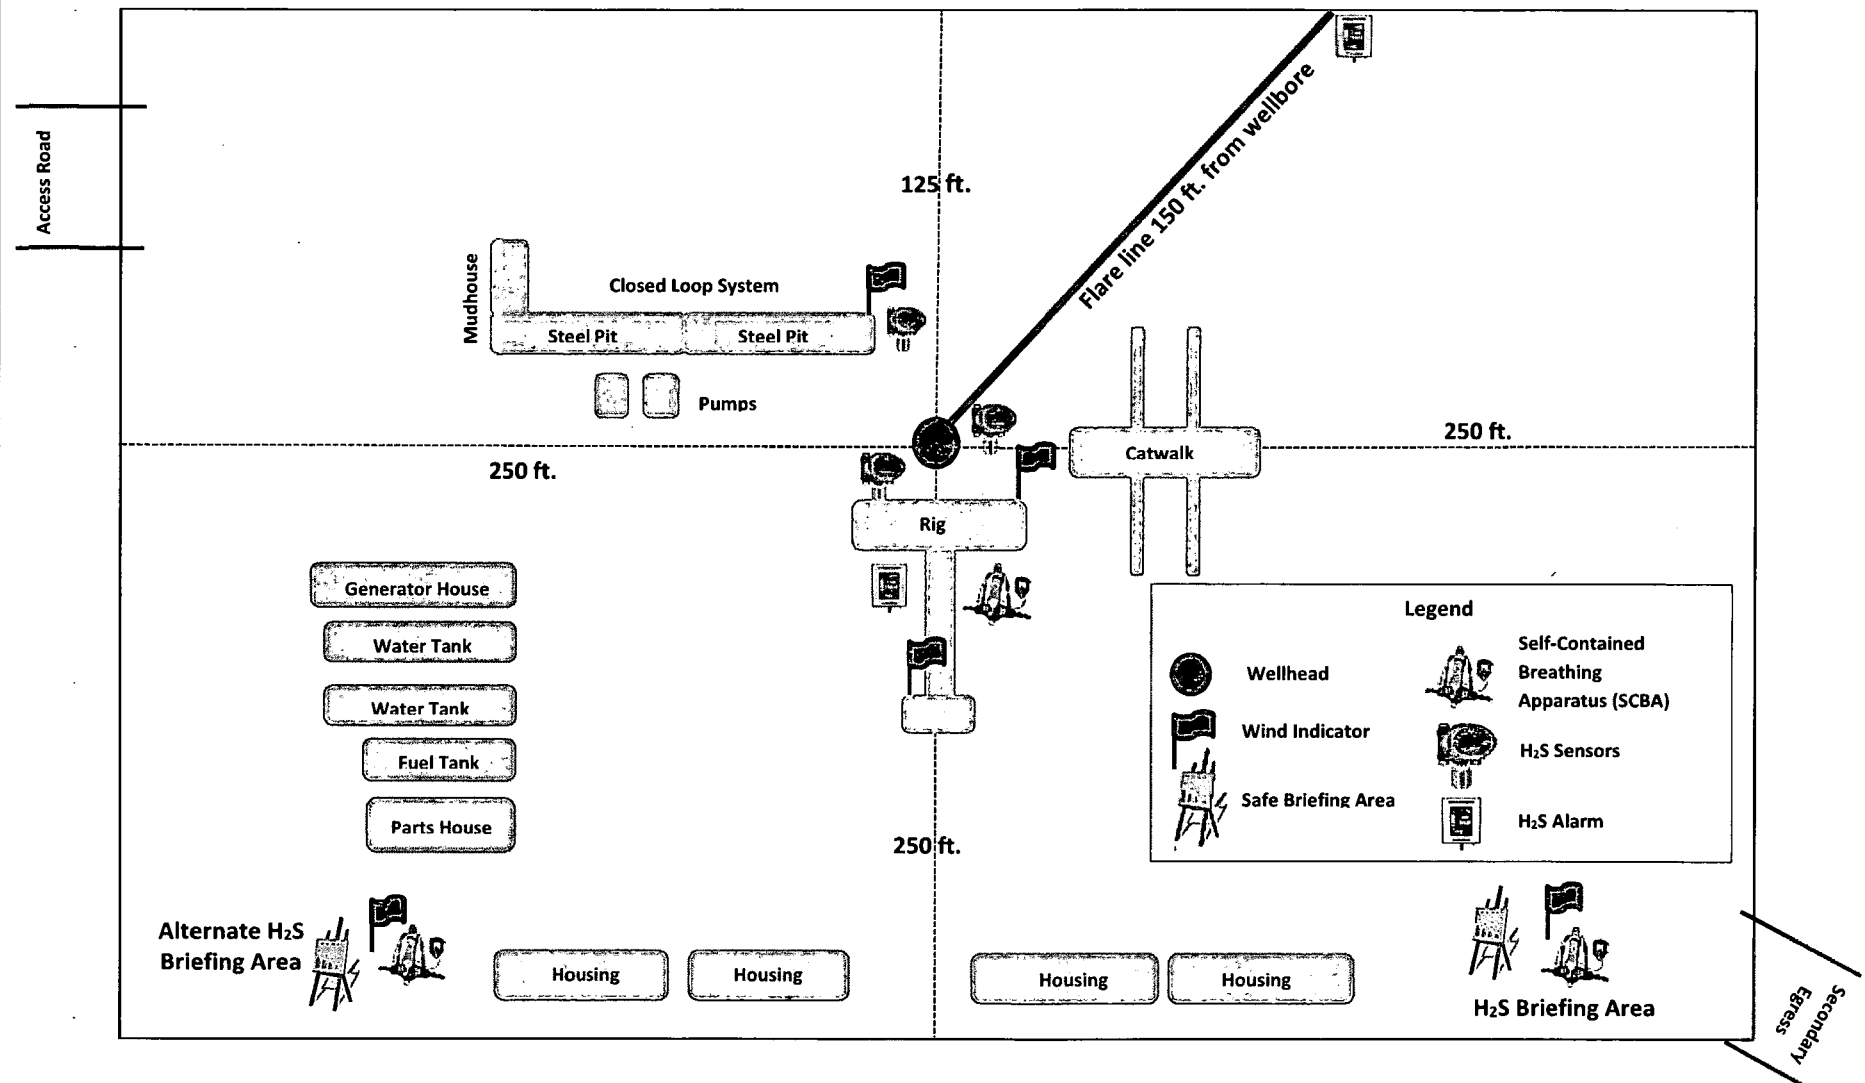 Access Road
125 ft.
Flare line 150 ft. from wellbore
Mudhouse
Closed Loop System
Steel Pit
Steel Pit
Pumps
250 ft.
250 ft.
Catwalk
Rig
Generator House
Water Tank
Water Tank
Fuel Tank
Parts House
250 ft.
Legend
Wellhead
Wind Indicator
Safe Briefing Area
Self-Contained
Breathing
Apparatus (SCBA)
H₂S Sensors
H₂S Alarm
Alternate H₂S
Briefing Area
Housing
Housing
Housing
Housing
H₂S Briefing Area
Secondary
Egress